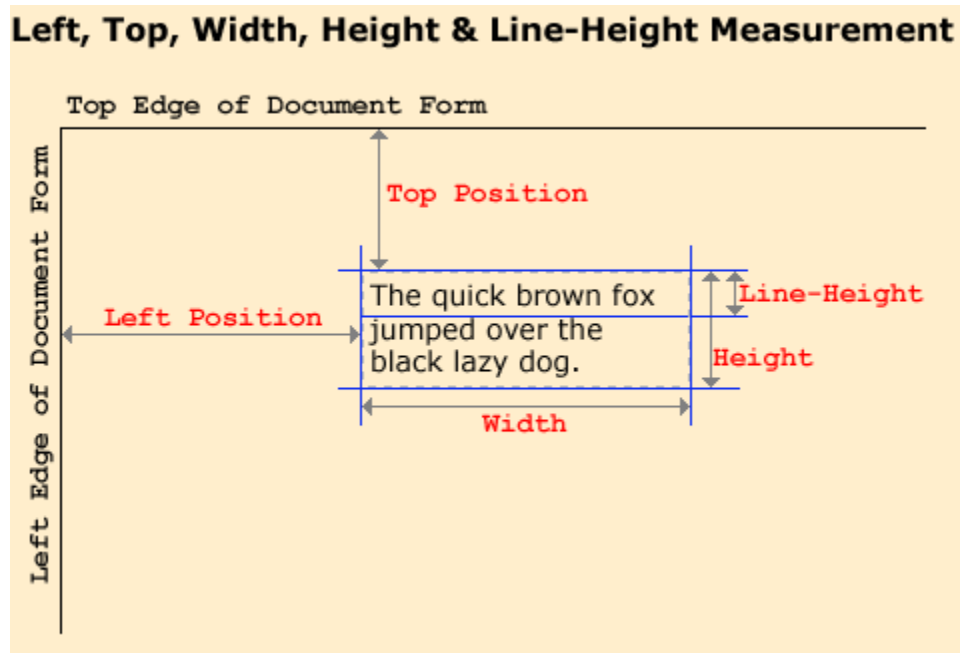 Left, Top, Width, Height & Line-Height Measurement
Top Edge of Document Form
Left Edge of Document Form
Top Position
The quick brown fox
jumped over the
black lazy dog.
Line-Height
Left Position
Height
Width